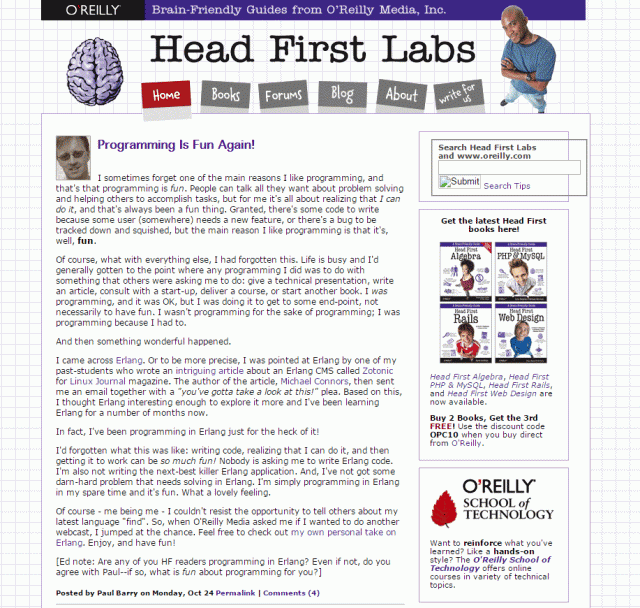 O'REILLY Brain-Friendly Guides from O'Reilly Media, Inc.
Head First Labs
Home Books Forums Blog About write for us
Programming Is Fun Again!
I sometimes forget one of the main reasons I like programming, and
that's that programming is fun. People can talk all they want about problem solving
and helping others to accomplish tasks, but for me it's all about realizing that I can
do it, and that's always been a fun thing. Granted, there's some code to write
because some user (somewhere) needs a new feature, or there's a bug to be
tracked down and squished, but the main reason I like programming is that it's,
well, fun.
Of course, what with everything else, I had forgotten this. Life is busy and I'd
generally gotten to the point where any programming I did was to do with
something that others were asking me to do: give a technical presentation, write
an article, consult with a start-up, deliver a course, or start another book. I was
programming, and it was OK, but I was doing it to get to some end-point, not
necessarily to have fun. I wasn't programming for the sake of programming; I was
programming because I had to.
And then something wonderful happened.
I came across Erlang. Or to be more precise, I was pointed at Erlang by one of my
past-students who wrote an intriguing article about an Erlang CMS called Zotonic
for Linux Journal magazine. The author of the article, Michael Connors, then sent
me an email together with a "you've gotta take a look at this!" plea. Based on this,
I thought Erlang interesting enough to explore it more and I've been learning
Erlang for a number of months now.
In fact, I've been programming in Erlang just for the heck of it!
I'd forgotten what this was like: writing code, realizing that I can do it, and then
getting it to work can be so much fun! Nobody is asking me to write Erlang code.
I'm also not writing the next-best killer Erlang application. And, I've not got some
darn-hard problem that needs solving in Erlang. I'm simply programming in Erlang
in my spare time and it's fun. What a lovely feeling.
Of course - me being me - I couldn't resist the opportunity to tell others about my
latest language "find". So, when O'Reilly Media asked me if I wanted to do another
webcast, I jumped at the chance. Feel free to check out my own personal take on
Erlang. Enjoy, and have fun!
[Ed note: Are any of you HF readers programming in Erlang? Even if not, do you
agree with Paul--if so, what is fun about programming for you?]
Posted by Paul Barry on Monday, Oct 24 Permalink | Comments (4)
Search Head First Labs
and www.oreilly.com
Submit Search Tips
Get the latest Head First
books here!
Head First
Algebra
Head First
PHP & MySQL
Head First
Rails
Head First
Web Design
Head First Algebra, Head First
PHP & MySQL, Head First Rails,
and Head First Web Design are
now available.
Buy 2 Books, Get the 3rd
FREE! Use the discount code
OPC10 when you buy direct
from O'Reilly.
O'REILLY
SCHOOL of
TECHNOLOGY
Want to reinforce what you've
learned? Like a hands-on
style? The O'Reilly School of
Technology offers online
courses in variety of technical
topics.